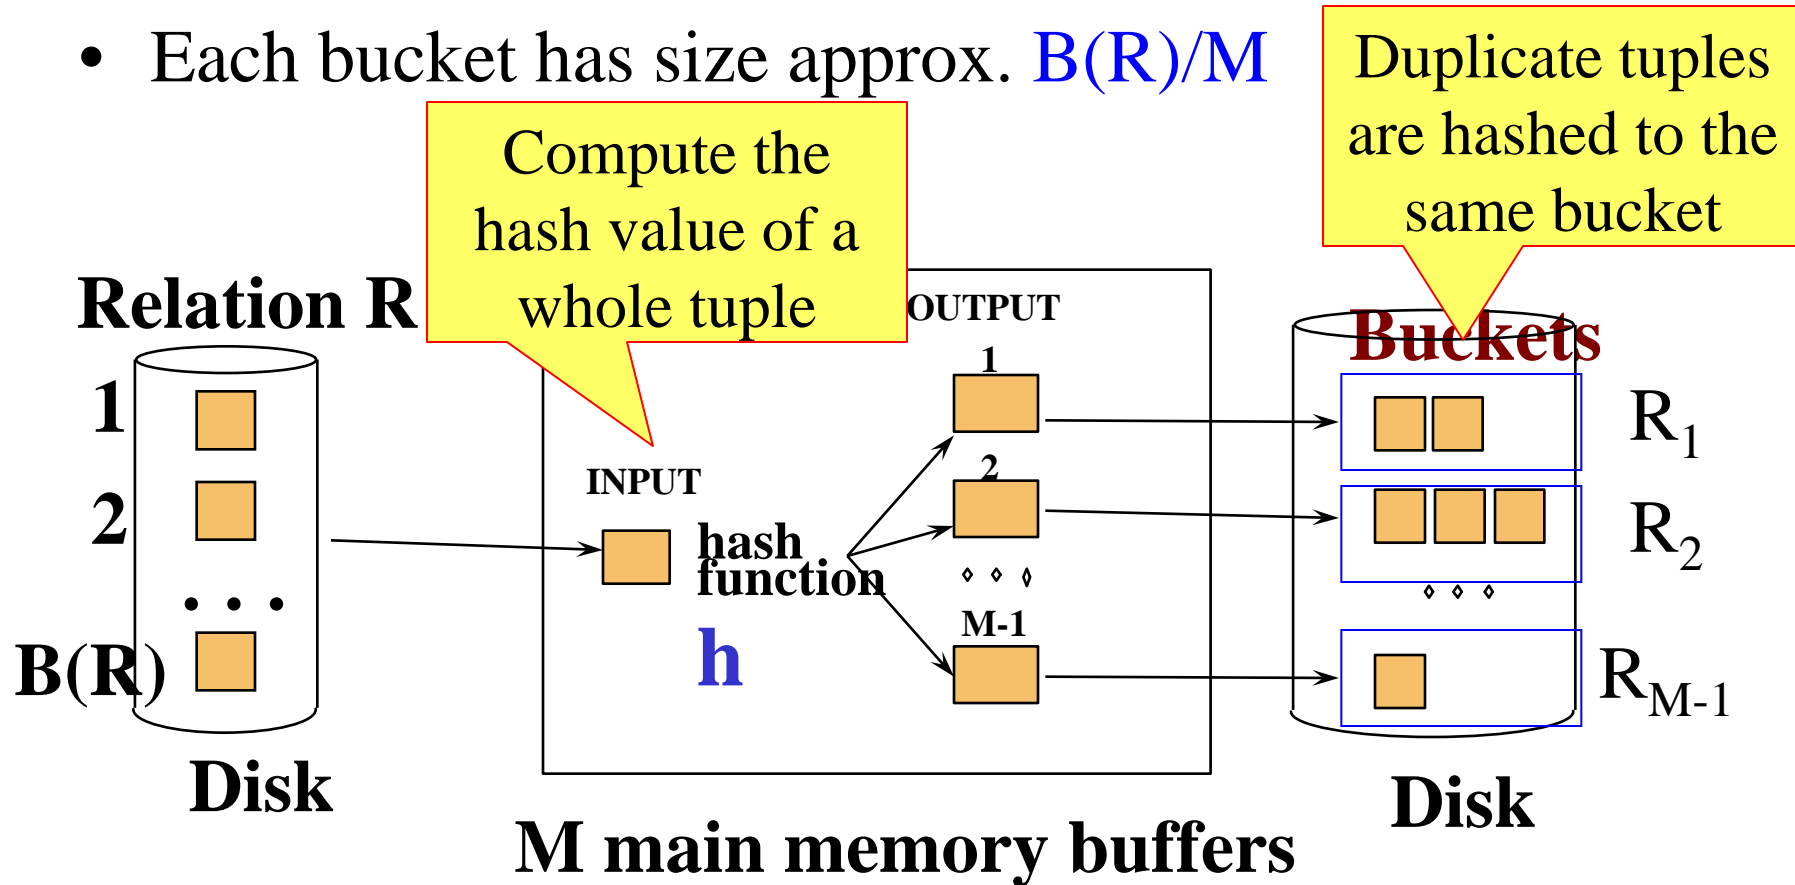 • Each bucket has size approx. B(R)/M
Duplicate tuples
are hashed to the
same bucket
Compute the
hash value of a
whole tuple
Relation R
OUTPUT
Buckets
1
1
R1
INPUT
2
2
hash
function
R2
. . .
h
M-1
B(R)
RM-1
Disk
Disk
M main memory buffers